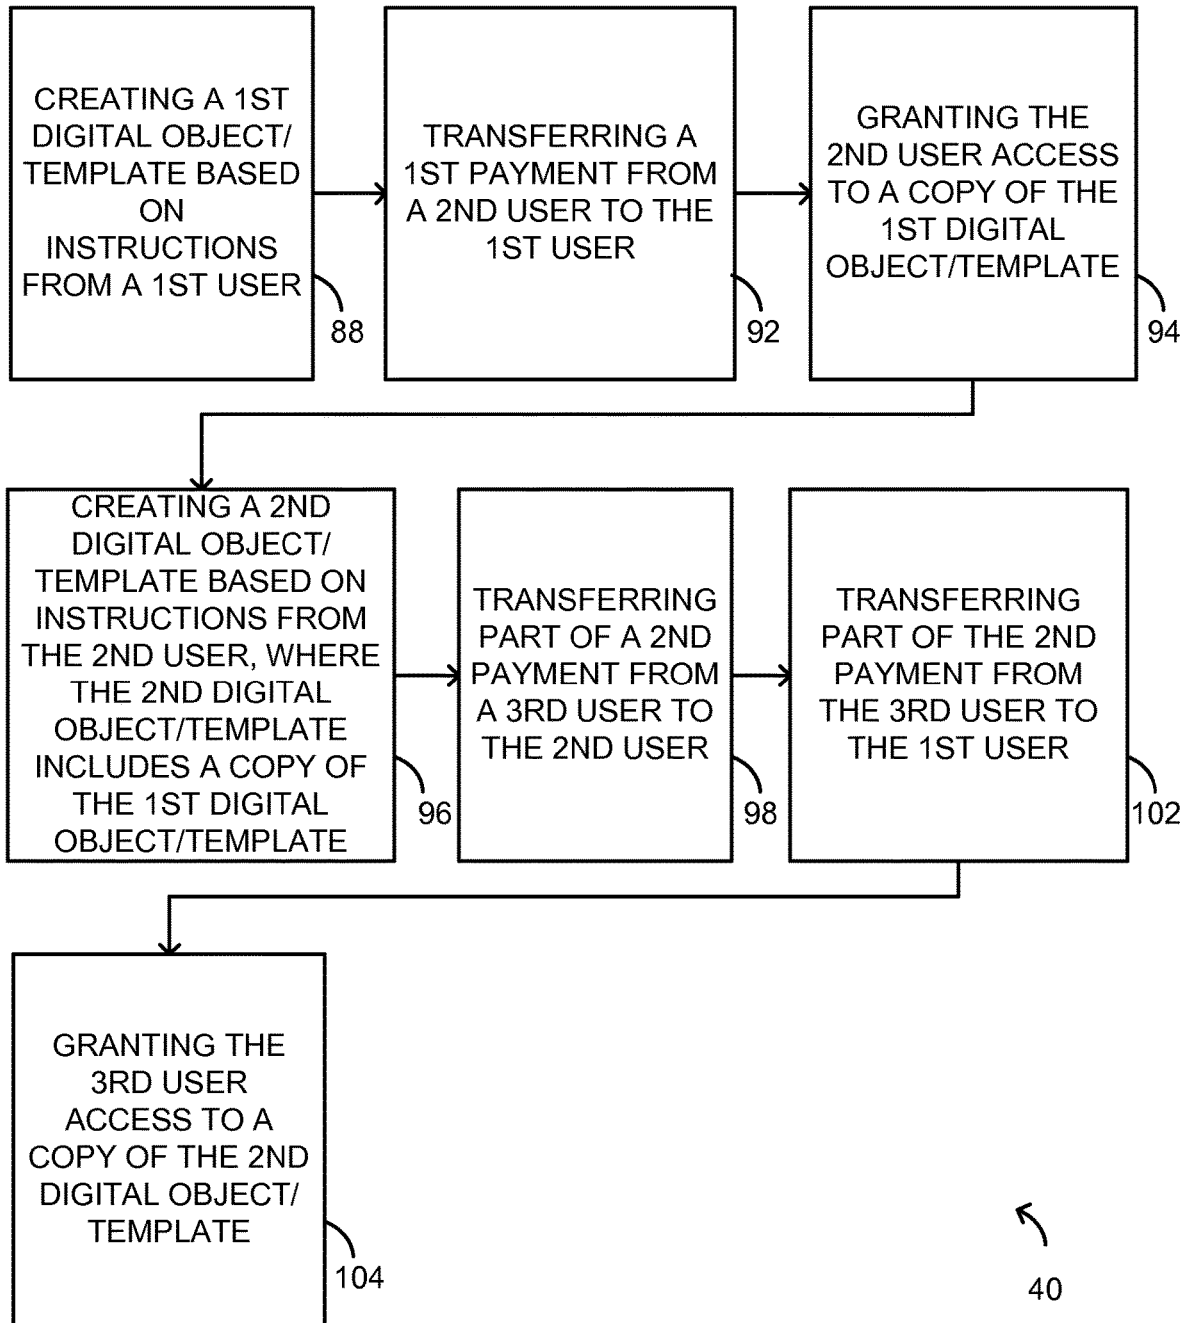 CREATING A 1ST
DIGITAL OBJECT/
TEMPLATE BASED
ON
INSTRUCTIONS
FROM A 1ST USER
88
TRANSFERRING A
1ST PAYMENT FROM
A 2ND USER TO THE
1ST USER
92
GRANTING THE
2ND USER ACCESS
TO A COPY OF THE
1ST DIGITAL
OBJECT/TEMPLATE
94
CREATING A 2ND
DIGITAL OBJECT/
TEMPLATE BASED ON
INSTRUCTIONS FROM
THE 2ND USER, WHERE
THE 2ND DIGITAL
OBJECT/TEMPLATE
INCLUDES A COPY OF
THE 1ST DIGITAL
OBJECT/TEMPLATE
96
TRANSFERRING
PART OF A 2ND
PAYMENT FROM
A 3RD USER TO
THE 2ND USER
98
TRANSFERRING
PART OF THE 2ND
PAYMENT FROM
THE 3RD USER TO
THE 1ST USER
102
GRANTING THE
3RD USER
ACCESS TO A
COPY OF THE 2ND
DIGITAL OBJECT/
TEMPLATE
104
40